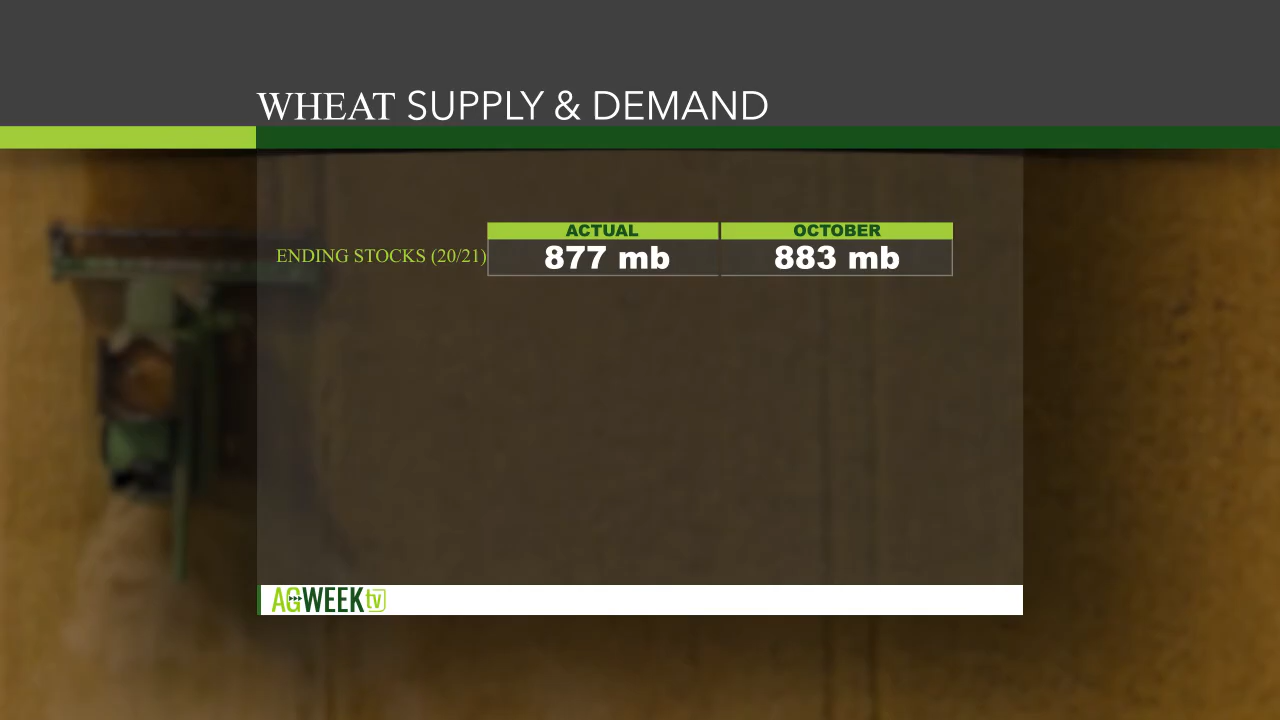 WHEAT SUPPLY & DEMAND
ACTUAL OCTOBER
ENDING STOCKS (20/21) 877 mb 883 mb
AGWEEK tv